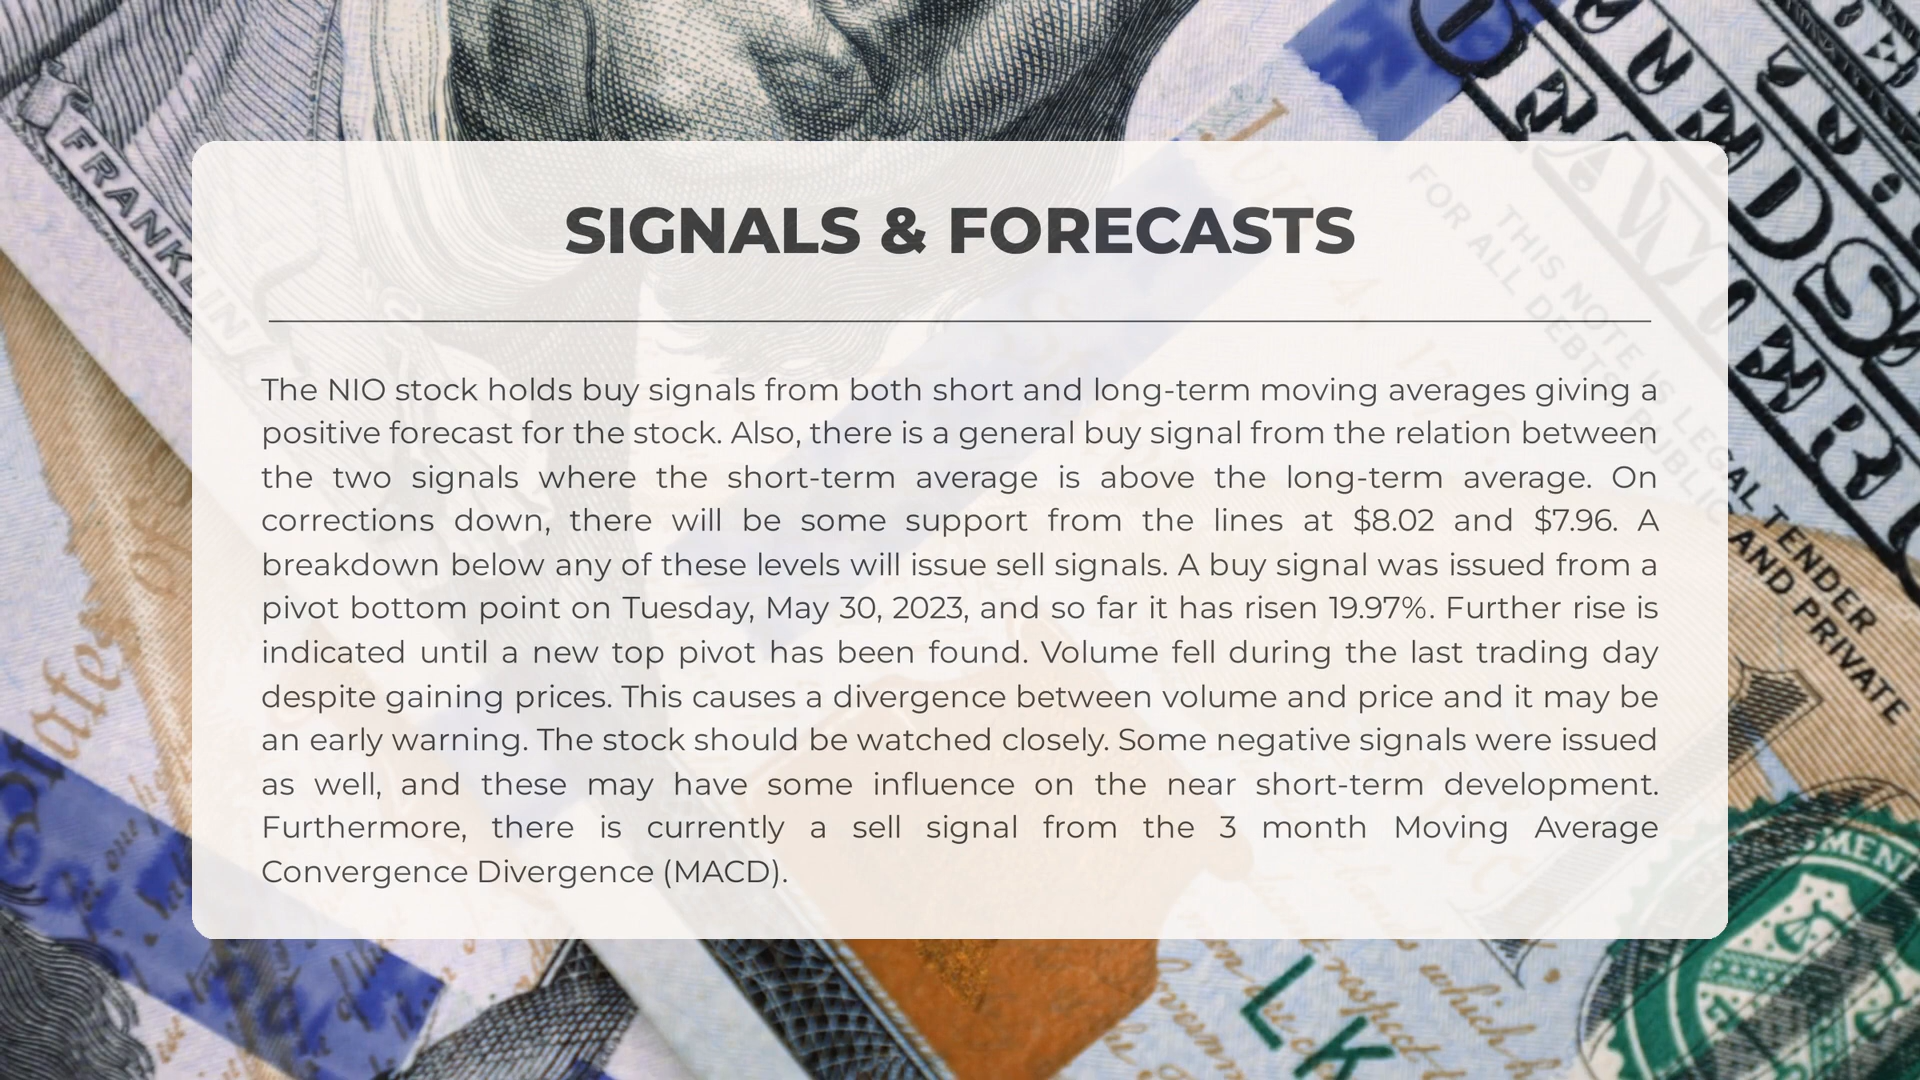 SIGNALS & FORECASTS
The NIO stock holds buy signals from both short and long-term moving averages giving a
positive forecast for the stock. Also, there is a general buy signal from the relation between
the two signals where the short-term average is above the long-term average. On
corrections down, there will be some support from the lines at $8.02 and $7.96. A
breakdown below any of these levels will issue sell signals. A buy signal was issued from a
pivot bottom point on Tuesday, May 30, 2023, and so far it has risen 19.97%. Further rise is
indicated until a new top pivot has been found. Volume fell during the last trading day
despite gaining prices. This causes a divergence between volume and price and it may be
an early warning. The stock should be watched closely. Some negative signals were issued
as well, and these may have some influence on the near short-term development.
Furthermore, there is currently a sell signal from the 3 month Moving Average
Convergence Divergence (MACD).
FRANKLIN
THIS NOTE IS LEGAL TENDER
FOR ALL DEBTS PUBLIC AND PRIVATE
L K